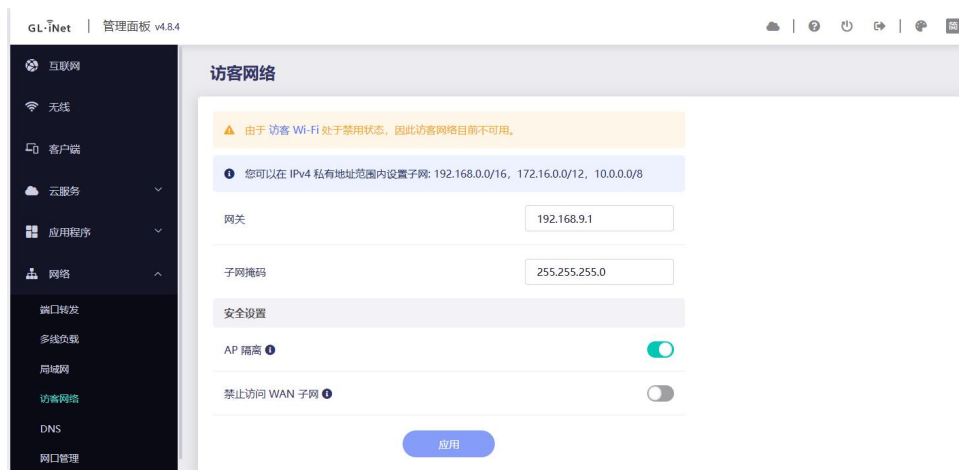 GL·iNet | 管理面板 v4.8.4
简
互联网
无线
客户端
云服务
应用程序
网络
端口转发
多线负载
局域网
访客网络
DNS
网口管理
访客网络
由于 访客 Wi-Fi 处于禁用状态，因此访客网络目前不可用。
您可以在 IPv4 私有地址范围内设置子网: 192.168.0.0/16，172.16.0.0/12，10.0.0.0/8
网关 192.168.9.1
子网掩码 255.255.255.0
安全设置
AP 隔离
禁止访问 WAN 子网
应用